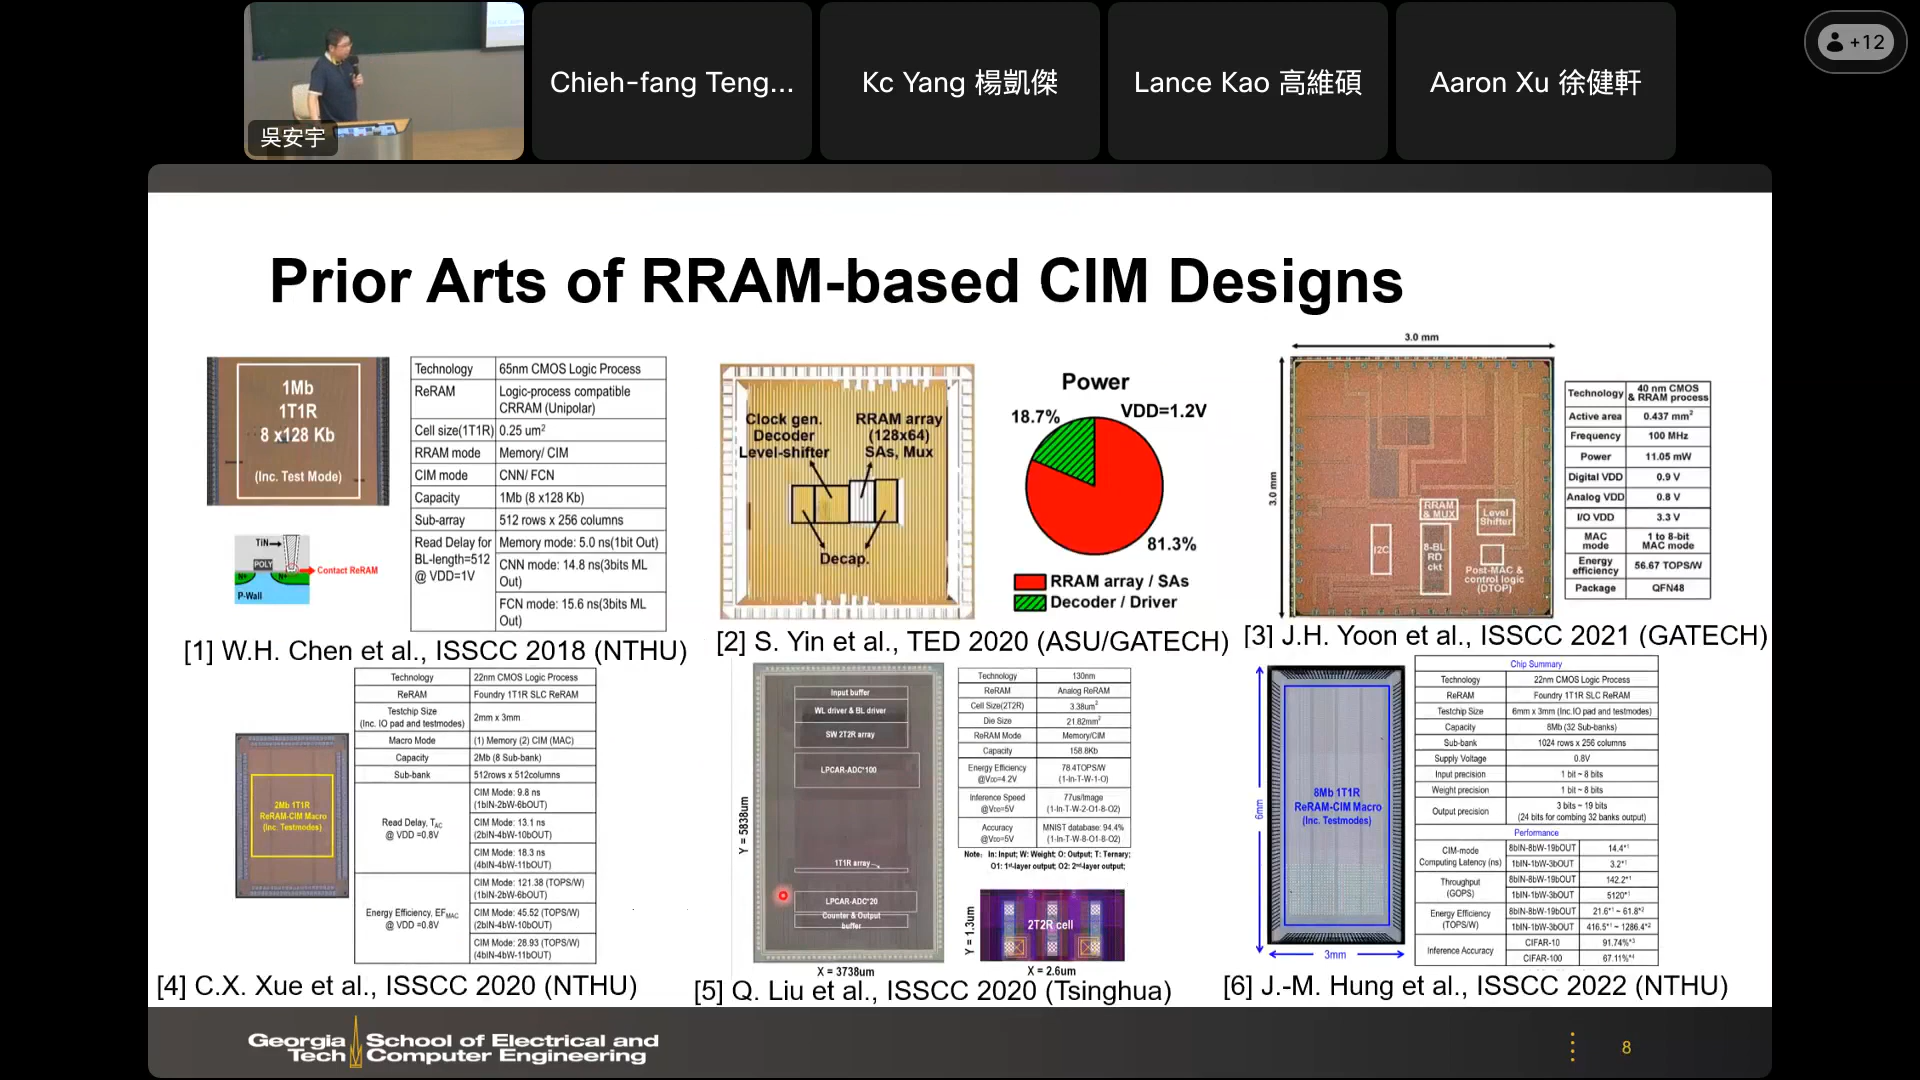 吳安宇
Chieh-fang Teng...
Kc Yang 楊凱傑
Lance Kao 高維碩
Aaron Xu 徐健軒
+12
Prior Arts of RRAM-based CIM Designs
1Mb
1T1R
8 x128 Kb
(Inc. Test Mode)
TiN
POLY
N+ N+
Contact ReRAM
P-Wall
Technology 65nm CMOS Logic Process
ReRAM Logic-process compatible
CRRAM (Unipolar)
Cell size(1T1R) 0.25 um²
RRAM mode Memory/ CIM
CIM mode CNN/ FCN
Capacity 1Mb (8 x128 Kb)
Sub-array 512 rows x 256 columns
Read Delay for
BL-length=512
@ VDD=1V
Memory mode: 5.0 ns(1bit Out)
CNN mode: 14.8 ns(3bits ML
Out)
FCN mode: 15.6 ns(3bits ML
Out)
[1] W.H. Chen et al., ISSCC 2018 (NTHU)
Clock gen.
Decoder
Level-shifter
RRAM array
(128x64)
SAs, Mux
Decap.
Power
18.7%
VDD=1.2V
81.3%
RRAM array / SAs
Decoder / Driver
[2] S. Yin et al., TED 2020 (ASU/GATECH)
3.0 mm
3.0 mm
I2C
RRAM
& MUX
8-BL
RD
ckt
Level
Shifter
Post-MAC &
control logic
(DTOP)
Technology 40 nm CMOS
& RRAM process
Active area 0.437 mm²
Frequency 100 MHz
Power 11.05 mW
Digital VDD 0.9 V
Analog VDD 0.8 V
I/O VDD 3.3 V
MAC
mode
1 to 8-bit
MAC mode
Energy
efficiency
56.67 TOPS/W
Package QFN48
[3] J.H. Yoon et al., ISSCC 2021 (GATECH)
2Mb 1T1R
ReRAM-CIM Macro
(Inc. Testmodes)
Technology 22nm CMOS Logic Process
ReRAM Foundry 1T1R SLC ReRAM
Testchip Size
(Inc. IO pad and testmodes)
2mm x 3mm
Macro Mode (1) Memory (2) CIM (MAC)
Capacity 2Mb (8 Sub-bank)
Sub-bank 512rows x 512columns
Read Delay, TAC
@ VDD =0.8V
CIM Mode: 9.8 ns
(1bIN-2bW-6bOUT)
CIM Mode: 13.1 ns
(2bIN-4bW-10bOUT)
CIM Mode: 18.3 ns
(4bIN-4bW-11bOUT)
Energy Efficiency, EFMAC
@ VDD =0.8V
CIM Mode: 121.38 (TOPS/W)
(1bIN-2bW-6bOUT)
CIM Mode: 45.52 (TOPS/W)
(2bIN-4bW-10bOUT)
CIM Mode: 28.93 (TOPS/W)
(4bIN-4bW-11bOUT)
[4] C.X. Xue et al., ISSCC 2020 (NTHU)
Y = 5838um
Input buffer
WL driver & BL driver
SW 2T2R array
LPCAR-ADC*100
1T1R array
LPCAR-ADC*20
Counter & Output
buffer
X = 3738um
Technology 130nm
ReRAM Analog ReRAM
Cell Size(2T2R) 3.38um²
Die Size 21.82mm²
ReRAM Mode Memory/CIM
Capacity 158.8Kb
Energy Efficiency
@VDD=4.2V
78.4TOPS/W
(1-In-T-W-1-O)
Inference Speed
@VDD=5V
77us/Image
(1-In-T-W-2-O1-8-O2)
Accuracy
@VDD=5V
MNIST database: 94.4%
(1-In-T-W-8-O1-8-O2)
Note: In: Input; W: Weight; O: Output; T: Ternary;
O1: 1st-layer output; O2: 2nd-layer output;
Y = 1.3um
2T2R cell
X = 2.6um
[5] Q. Liu et al., ISSCC 2020 (Tsinghua)
6mm
8Mb 1T1R
ReRAM-CIM Macro
(Inc. Testmodes)
3mm
Chip Summary
Technology 22nm CMOS Logic Process
ReRAM Foundry 1T1R SLC ReRAM
Testchip Size 6mm x 3mm (Inc.IO pad and testmodes)
Capacity 8Mb (32 Sub-banks)
Sub-bank 1024 rows x 256 columns
Supply Voltage 0.8V
Input precision 1 bit ~ 8 bits
Weight precision 1 bit ~ 8 bits
Output precision 3 bits ~ 19 bits
(24 bits for combing 32 banks output)
Performance
CIM-mode
Computing Latency (ns)
8bIN-8bW-19bOUT 14.4*1
1bIN-1bW-3bOUT 3.2*1
Throughput
(GOPS)
8bIN-8bW-19bOUT 142.2*1
1bIN-1bW-3bOUT 5120*1
Energy Efficiency
(TOPS/W)
8bIN-8bW-19bOUT 21.6*1 ~ 61.8*2
1bIN-1bW-3bOUT 416.5*1 ~ 1286.4*2
Inference Accuracy
CIFAR-10 91.74%*3
CIFAR-100 67.11%*4
[6] J.-M. Hung et al., ISSCC 2022 (NTHU)
Georgia Tech
School of Electrical and
Computer Engineering
8